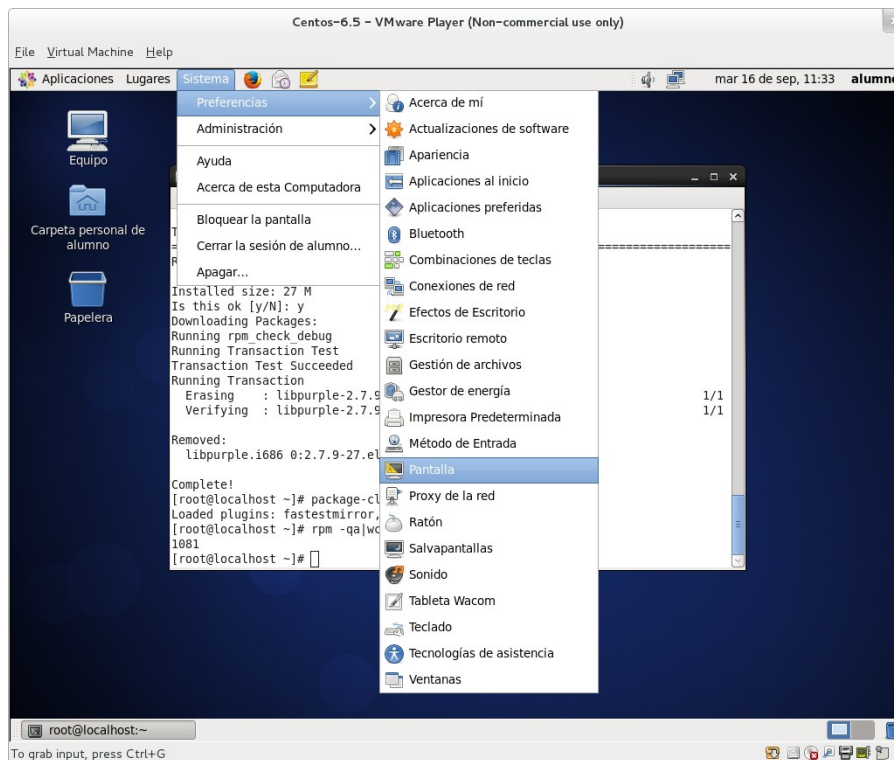 Centos-6.5 - VMware Player (Non-commercial use only)
File Virtual Machine Help
Aplicaciones Lugares Sistema mar 16 de sep, 11:33 alumno
Preferencias
Administración
Ayuda
Acerca de esta Computadora
Bloquear la pantalla
Cerrar la sesión de alumno...
Apagar...
Acerca de mí
Actualizaciones de software
Apariencia
Aplicaciones al inicio
Aplicaciones preferidas
Bluetooth
Combinaciones de teclas
Conexiones de red
Efectos de Escritorio
Escritorio remoto
Gestión de archivos
Gestor de energía
Impresora Predeterminada
Método de Entrada
Pantalla
Proxy de la red
Ratón
Salvapantallas
Sonido
Tableta Wacom
Teclado
Tecnologías de asistencia
Ventanas
Equipo
Carpeta personal de
alumno
Papelera
Installed size: 27 M
Is this ok [y/N]: y
Downloading Packages:
Running rpm_check_debug
Running Transaction Test
Transaction Test Succeeded
Running Transaction
Erasing : libpurple-2.7.9 1/1
Verifying : libpurple-2.7.9 1/1
Removed:
libpurple.i686 0:2.7.9-27.el
Complete!
[root@localhost ~]# package-cl
Loaded plugins: fastestmirror,
[root@localhost ~]# rpm -qa|wc
1081
[root@localhost ~]#
root@localhost:~
To grab input, press Ctrl+G